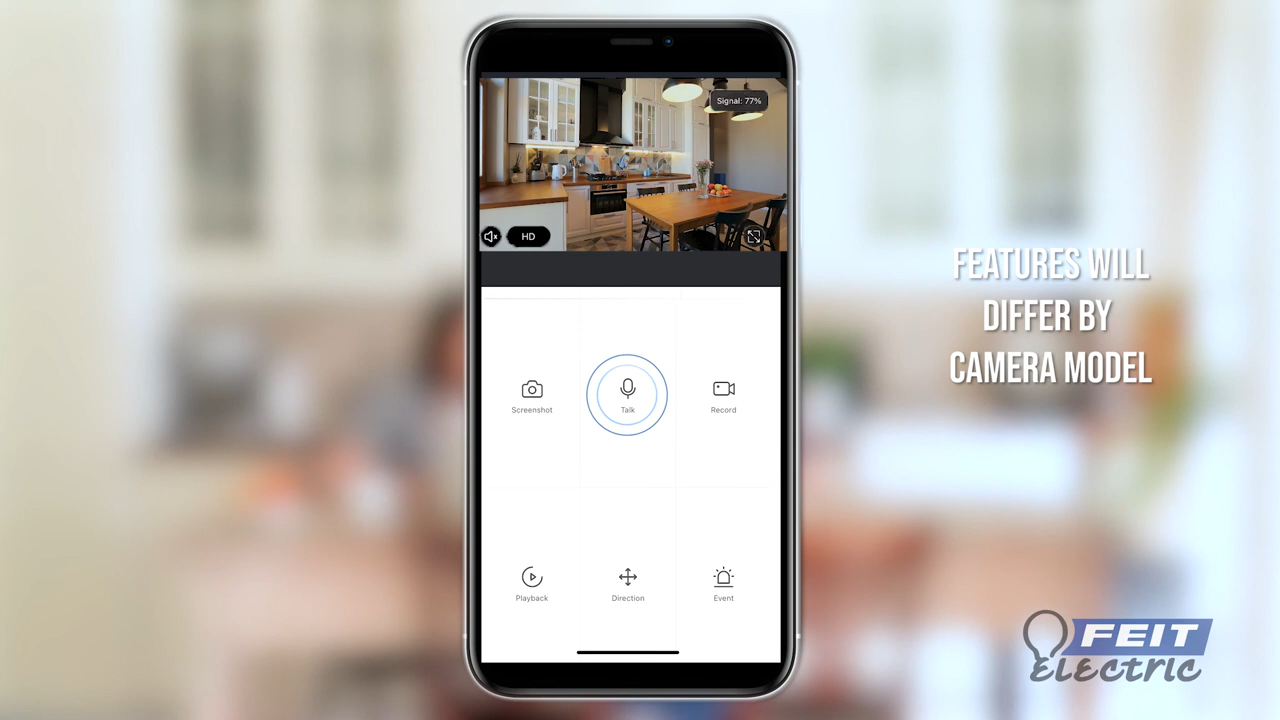 Signal: 77%
HD
FEATURES WILL
DIFFER BY
CAMERA MODEL
Screenshot
Talk
Record
Playback
Direction
Event
FEIT
ELECTRIC